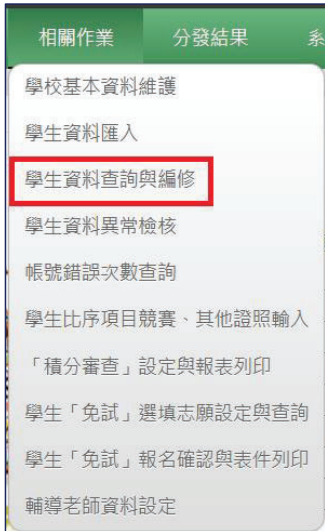 相關作業 分發結果 系
學校基本資料維護
學生資料匯入
學生資料查詢與編修
學生資料異常檢核
帳號錯誤次數查詢
學生比序項目競賽、其他證照輸入
「積分審查」設定與報表列印
學生「免試」選填志願設定與查詢
學生「免試」報名確認與表件列印
輔導老師資料設定